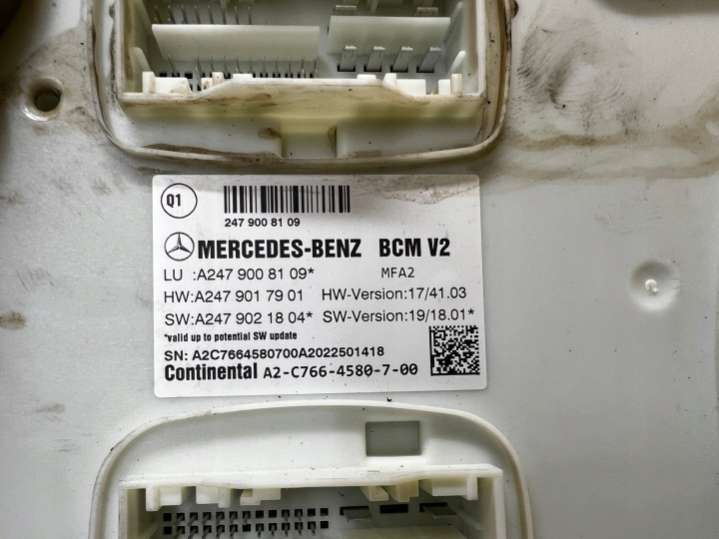 Q1
247 900 81 09
MERCEDES-BENZ BCM V2
LU :A247 900 81 09* MFA2
HW:A247 901 79 01 HW-Version:17/41.03
SW:A247 902 18 04* SW-Version:19/18.01*
*valid up to potential SW update
SN: A2C7664580700A2022501418
Continental A2-C766-4580-7-00